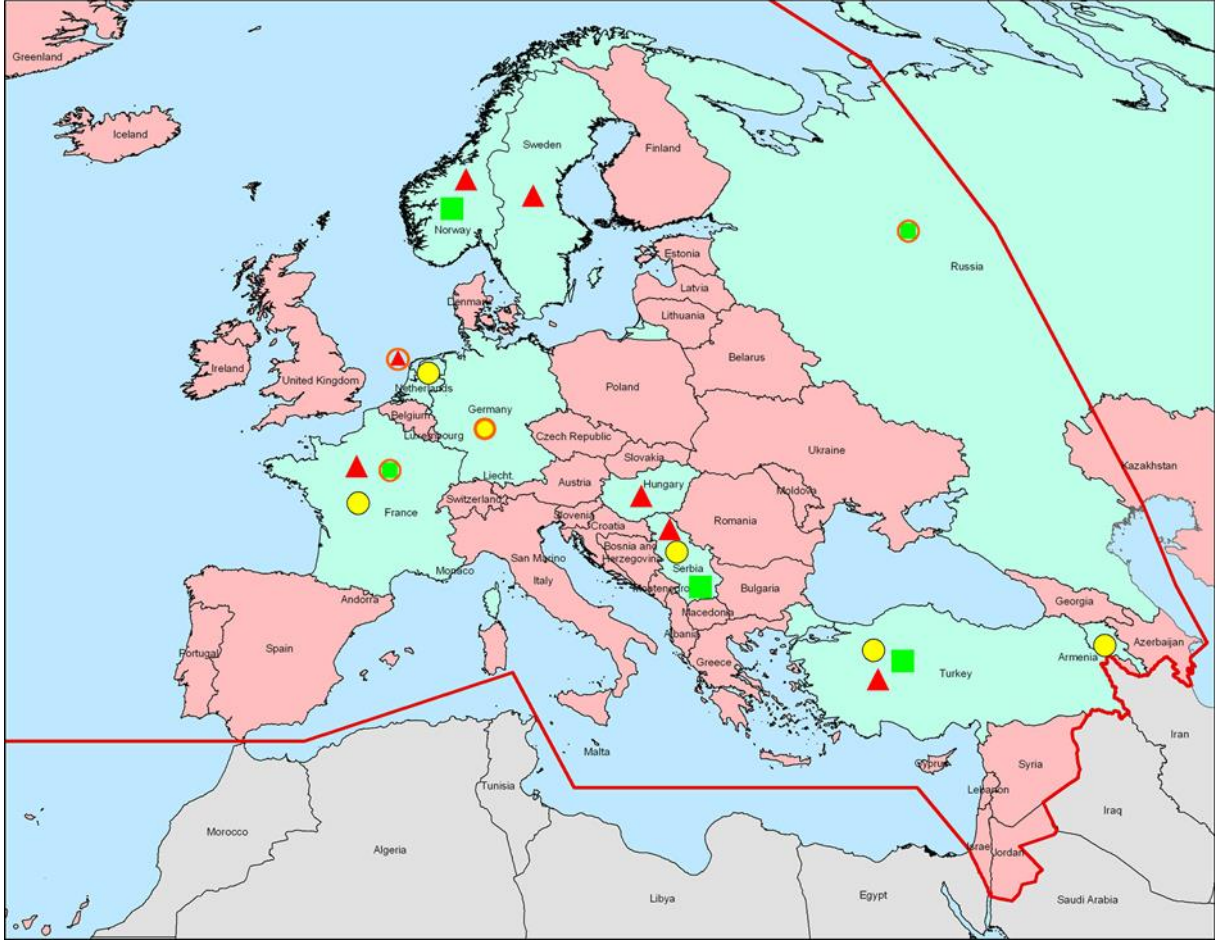 Greenland
Iceland
Sweden
Finland
Norway
Russia
Estonia
Latvia
Denmark
Lithuania
Ireland
United Kingdom
Belarus
Netherlands
Poland
Germany
Belgium
Luxembourg
Czech Republic
Ukraine
Slovakia
Kazakhstan
Liecht.
Austria
Hungary
Moldova
Switzerland
France
Slovenia
Croatia
Romania
Bosnia and
Herzegovina
San Marino
Monaco
Italy
Serbia
Montenegro
Bulgaria
Andorra
Georgia
Macedonia
Azerbaijan
Albania
Portugal
Spain
Greece
Armenia
Turkey
Iran
Malta
Cyprus
Syria
Tunisia
Lebanon
Iraq
Morocco
Algeria
Israel
Jordan
Libya
Egypt
Saudi Arabia